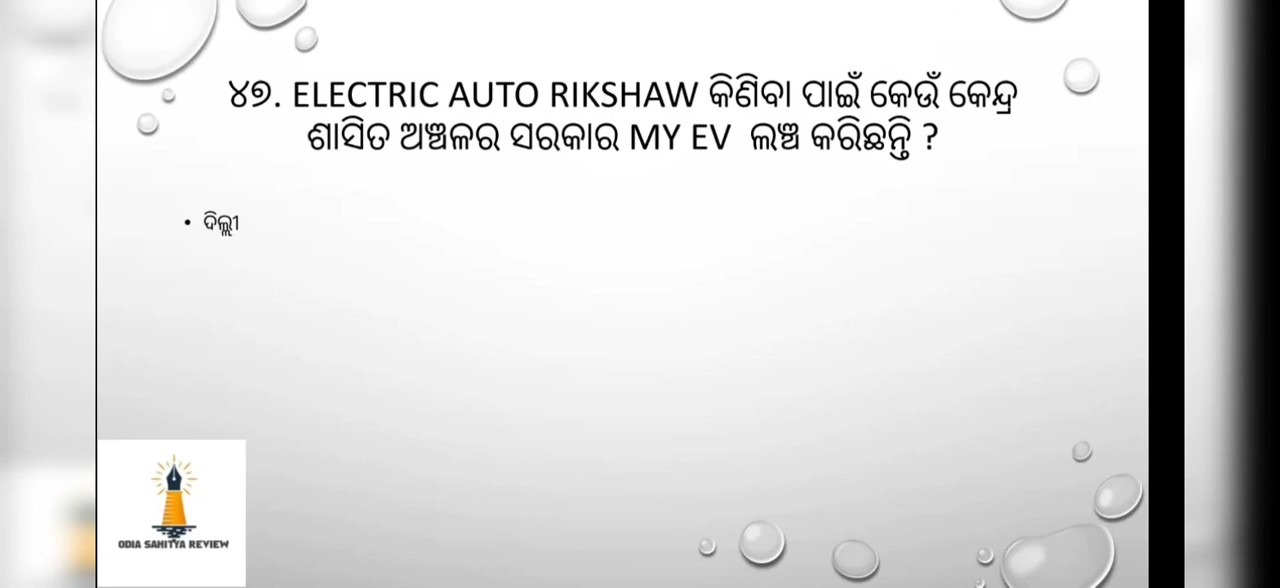 ୪୭. ELECTRIC AUTO RIKSHAW କିଣିବା ପାଇଁ କେଉଁ କେନ୍ଦ୍ର
ଶାସିତ ଅଞ୍ଚଳର ସରକାର MY EV ଲଞ୍ଚ କରିଛନ୍ତି ?
• ଦିଲ୍ଲୀ
ODIA SAHITYA REVIEW